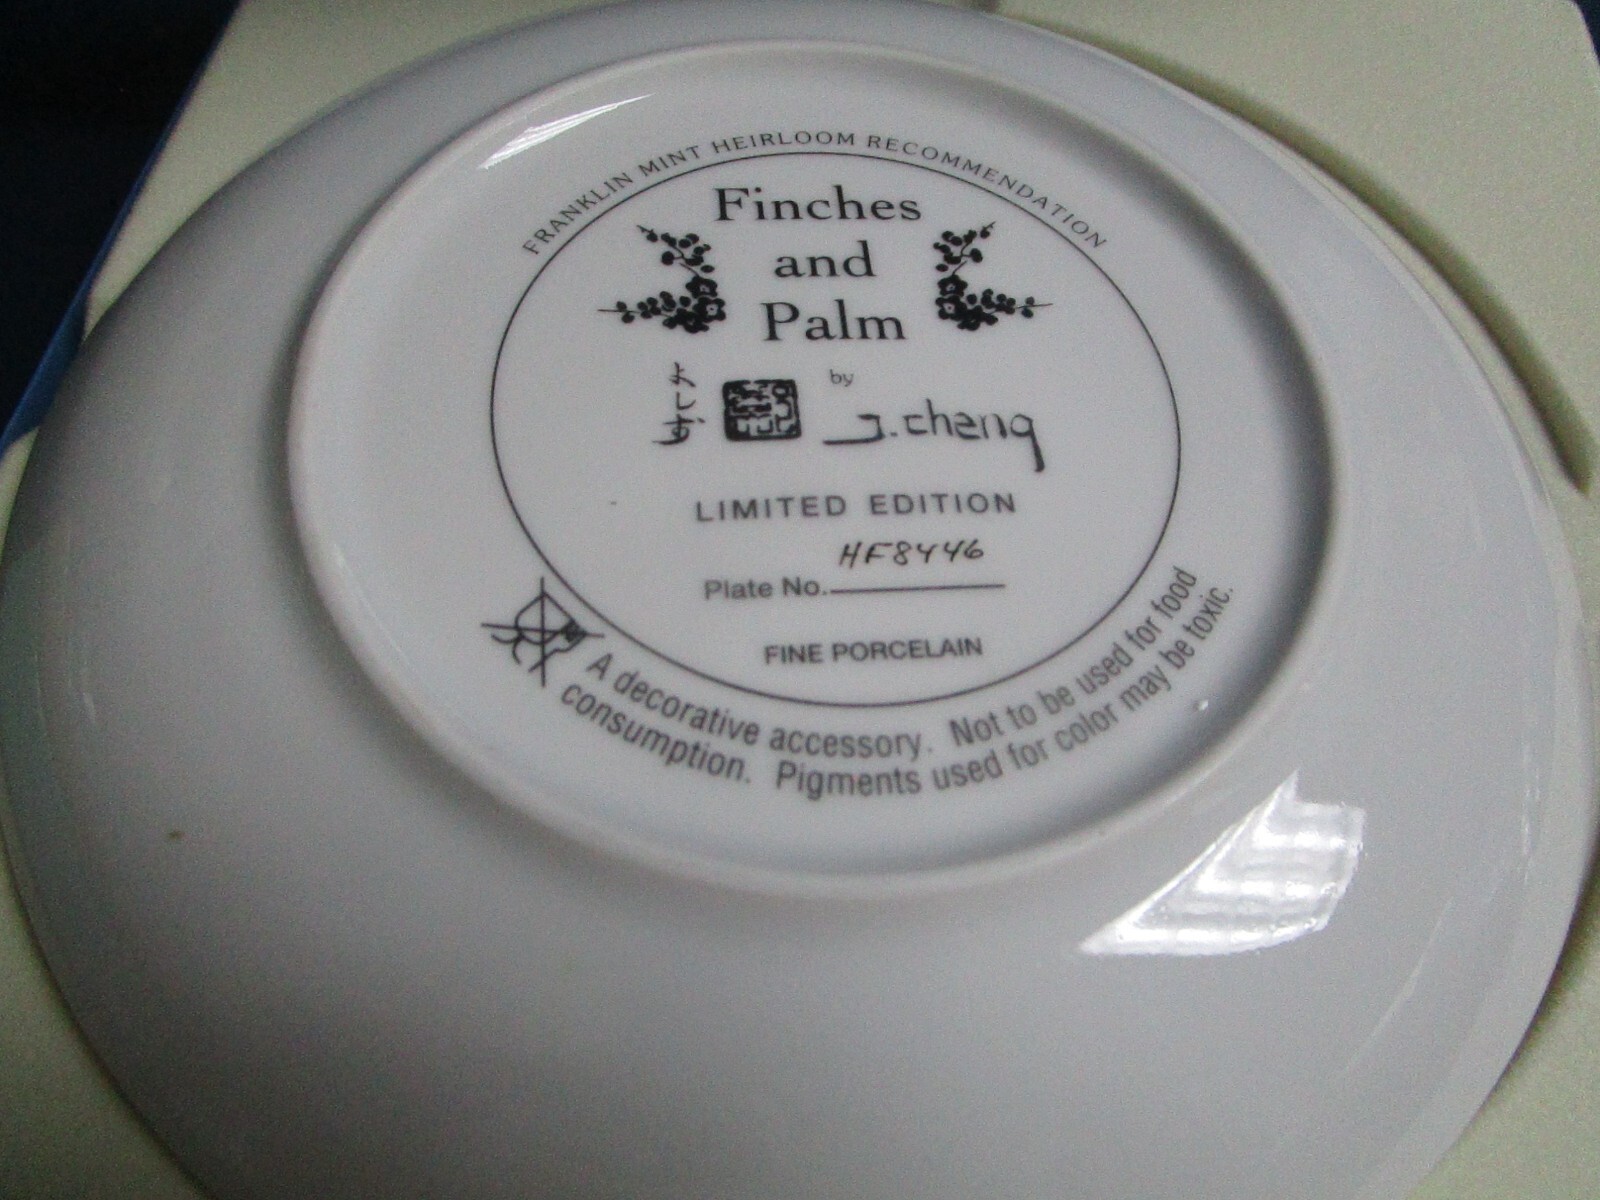 FRANKLIN MINT HEIRLOOM RECOMMENDATION
Finches
and
Palm
by
J. cheng
LIMITED EDITION
HF8446
Plate No.
FINE PORCELAIN
A decorative accessory. Not to be used for food
consumption. Pigments used for color may be toxic.